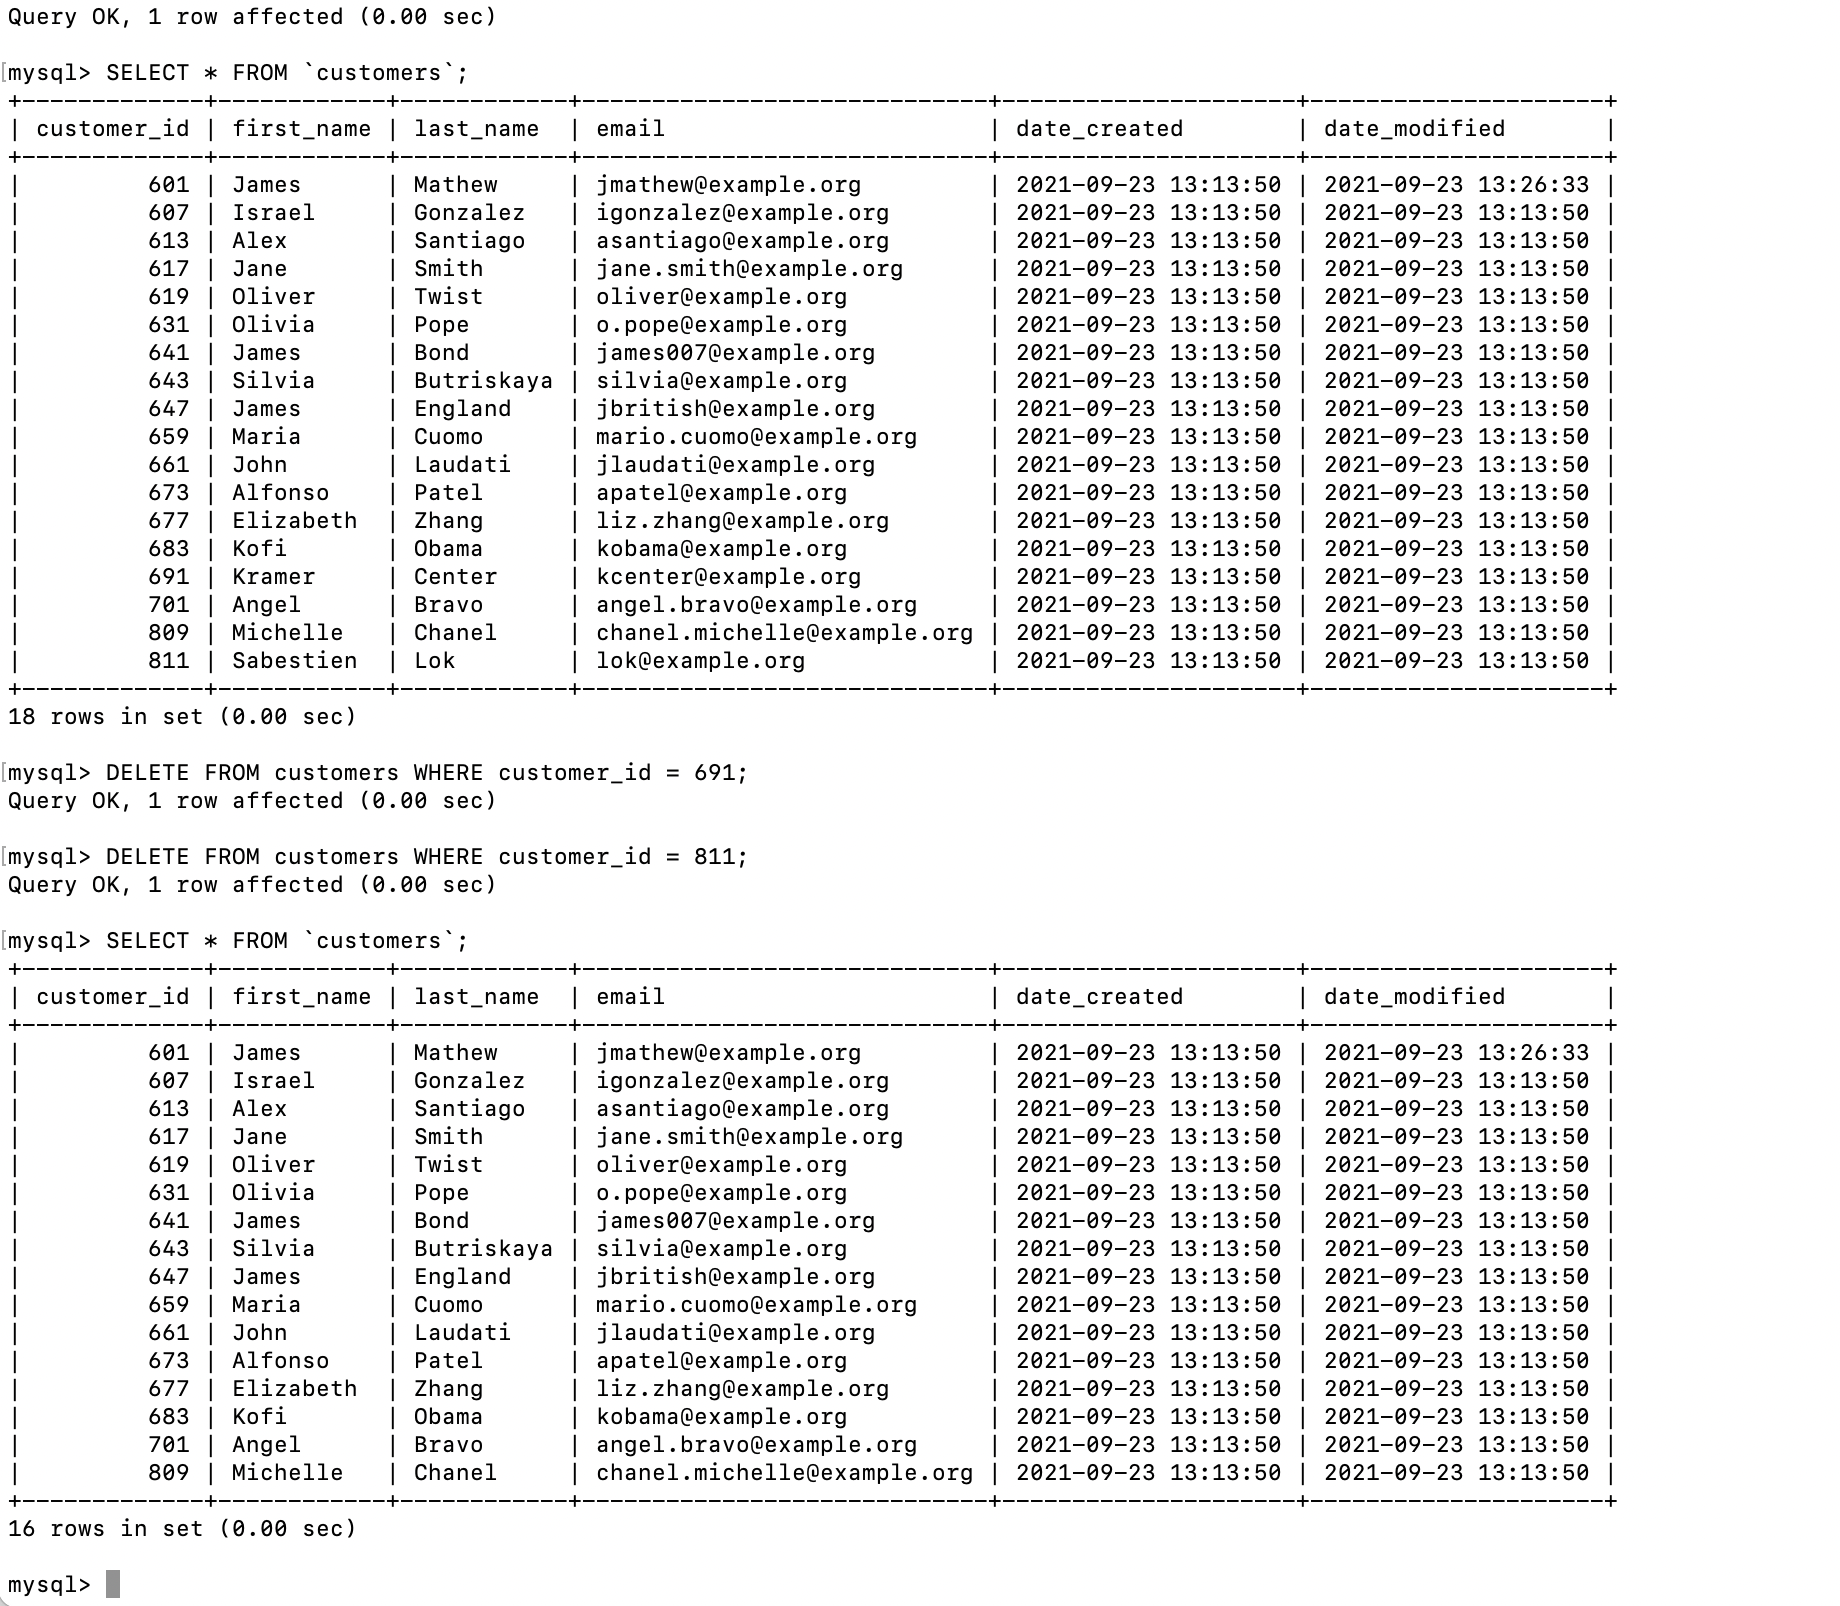 Query OK, 1 row affected (0.00 sec)
[mysql> SELECT * FROM `customers`;
+-------------+------------+------------+-----------------------------+---------------------+---------------------+
| customer_id | first_name | last_name  | email                       | date_created        | date_modified       |
+-------------+------------+------------+-----------------------------+---------------------+---------------------+
|         601 | James      | Mathew     | jmathew@example.org         | 2021-09-23 13:13:50 | 2021-09-23 13:26:33 |
|         607 | Israel     | Gonzalez   | igonzalez@example.org       | 2021-09-23 13:13:50 | 2021-09-23 13:13:50 |
|         613 | Alex       | Santiago   | asantiago@example.org       | 2021-09-23 13:13:50 | 2021-09-23 13:13:50 |
|         617 | Jane       | Smith      | jane.smith@example.org      | 2021-09-23 13:13:50 | 2021-09-23 13:13:50 |
|         619 | Oliver     | Twist      | oliver@example.org          | 2021-09-23 13:13:50 | 2021-09-23 13:13:50 |
|         631 | Olivia     | Pope       | o.pope@example.org          | 2021-09-23 13:13:50 | 2021-09-23 13:13:50 |
|         641 | James      | Bond       | james007@example.org        | 2021-09-23 13:13:50 | 2021-09-23 13:13:50 |
|         643 | Silvia     | Butriskaya | silvia@example.org          | 2021-09-23 13:13:50 | 2021-09-23 13:13:50 |
|         647 | James      | England    | jbritish@example.org        | 2021-09-23 13:13:50 | 2021-09-23 13:13:50 |
|         659 | Maria      | Cuomo      | mario.cuomo@example.org     | 2021-09-23 13:13:50 | 2021-09-23 13:13:50 |
|         661 | John       | Laudati    | jlaudati@example.org        | 2021-09-23 13:13:50 | 2021-09-23 13:13:50 |
|         673 | Alfonso    | Patel      | apatel@example.org          | 2021-09-23 13:13:50 | 2021-09-23 13:13:50 |
|         677 | Elizabeth  | Zhang      | liz.zhang@example.org       | 2021-09-23 13:13:50 | 2021-09-23 13:13:50 |
|         683 | Kofi       | Obama      | kobama@example.org          | 2021-09-23 13:13:50 | 2021-09-23 13:13:50 |
|         691 | Kramer     | Center     | kcenter@example.org         | 2021-09-23 13:13:50 | 2021-09-23 13:13:50 |
|         701 | Angel      | Bravo      | angel.bravo@example.org     | 2021-09-23 13:13:50 | 2021-09-23 13:13:50 |
|         809 | Michelle   | Chanel     | chanel.michelle@example.org | 2021-09-23 13:13:50 | 2021-09-23 13:13:50 |
|         811 | Sabestien  | Lok        | lok@example.org             | 2021-09-23 13:13:50 | 2021-09-23 13:13:50 |
+-------------+------------+------------+-----------------------------+---------------------+---------------------+
18 rows in set (0.00 sec)
[mysql> DELETE FROM customers WHERE customer_id = 691;
Query OK, 1 row affected (0.00 sec)
[mysql> DELETE FROM customers WHERE customer_id = 811;
Query OK, 1 row affected (0.00 sec)
[mysql> SELECT * FROM `customers`;
+-------------+------------+------------+-----------------------------+---------------------+---------------------+
| customer_id | first_name | last_name  | email                       | date_created        | date_modified       |
+-------------+------------+------------+-----------------------------+---------------------+---------------------+
|         601 | James      | Mathew     | jmathew@example.org         | 2021-09-23 13:13:50 | 2021-09-23 13:26:33 |
|         607 | Israel     | Gonzalez   | igonzalez@example.org       | 2021-09-23 13:13:50 | 2021-09-23 13:13:50 |
|         613 | Alex       | Santiago   | asantiago@example.org       | 2021-09-23 13:13:50 | 2021-09-23 13:13:50 |
|         617 | Jane       | Smith      | jane.smith@example.org      | 2021-09-23 13:13:50 | 2021-09-23 13:13:50 |
|         619 | Oliver     | Twist      | oliver@example.org          | 2021-09-23 13:13:50 | 2021-09-23 13:13:50 |
|         631 | Olivia     | Pope       | o.pope@example.org          | 2021-09-23 13:13:50 | 2021-09-23 13:13:50 |
|         641 | James      | Bond       | james007@example.org        | 2021-09-23 13:13:50 | 2021-09-23 13:13:50 |
|         643 | Silvia     | Butriskaya | silvia@example.org          | 2021-09-23 13:13:50 | 2021-09-23 13:13:50 |
|         647 | James      | England    | jbritish@example.org        | 2021-09-23 13:13:50 | 2021-09-23 13:13:50 |
|         659 | Maria      | Cuomo      | mario.cuomo@example.org     | 2021-09-23 13:13:50 | 2021-09-23 13:13:50 |
|         661 | John       | Laudati    | jlaudati@example.org        | 2021-09-23 13:13:50 | 2021-09-23 13:13:50 |
|         673 | Alfonso    | Patel      | apatel@example.org          | 2021-09-23 13:13:50 | 2021-09-23 13:13:50 |
|         677 | Elizabeth  | Zhang      | liz.zhang@example.org       | 2021-09-23 13:13:50 | 2021-09-23 13:13:50 |
|         683 | Kofi       | Obama      | kobama@example.org          | 2021-09-23 13:13:50 | 2021-09-23 13:13:50 |
|         701 | Angel      | Bravo      | angel.bravo@example.org     | 2021-09-23 13:13:50 | 2021-09-23 13:13:50 |
|         809 | Michelle   | Chanel     | chanel.michelle@example.org | 2021-09-23 13:13:50 | 2021-09-23 13:13:50 |
+-------------+------------+------------+-----------------------------+---------------------+---------------------+
16 rows in set (0.00 sec)
mysql>